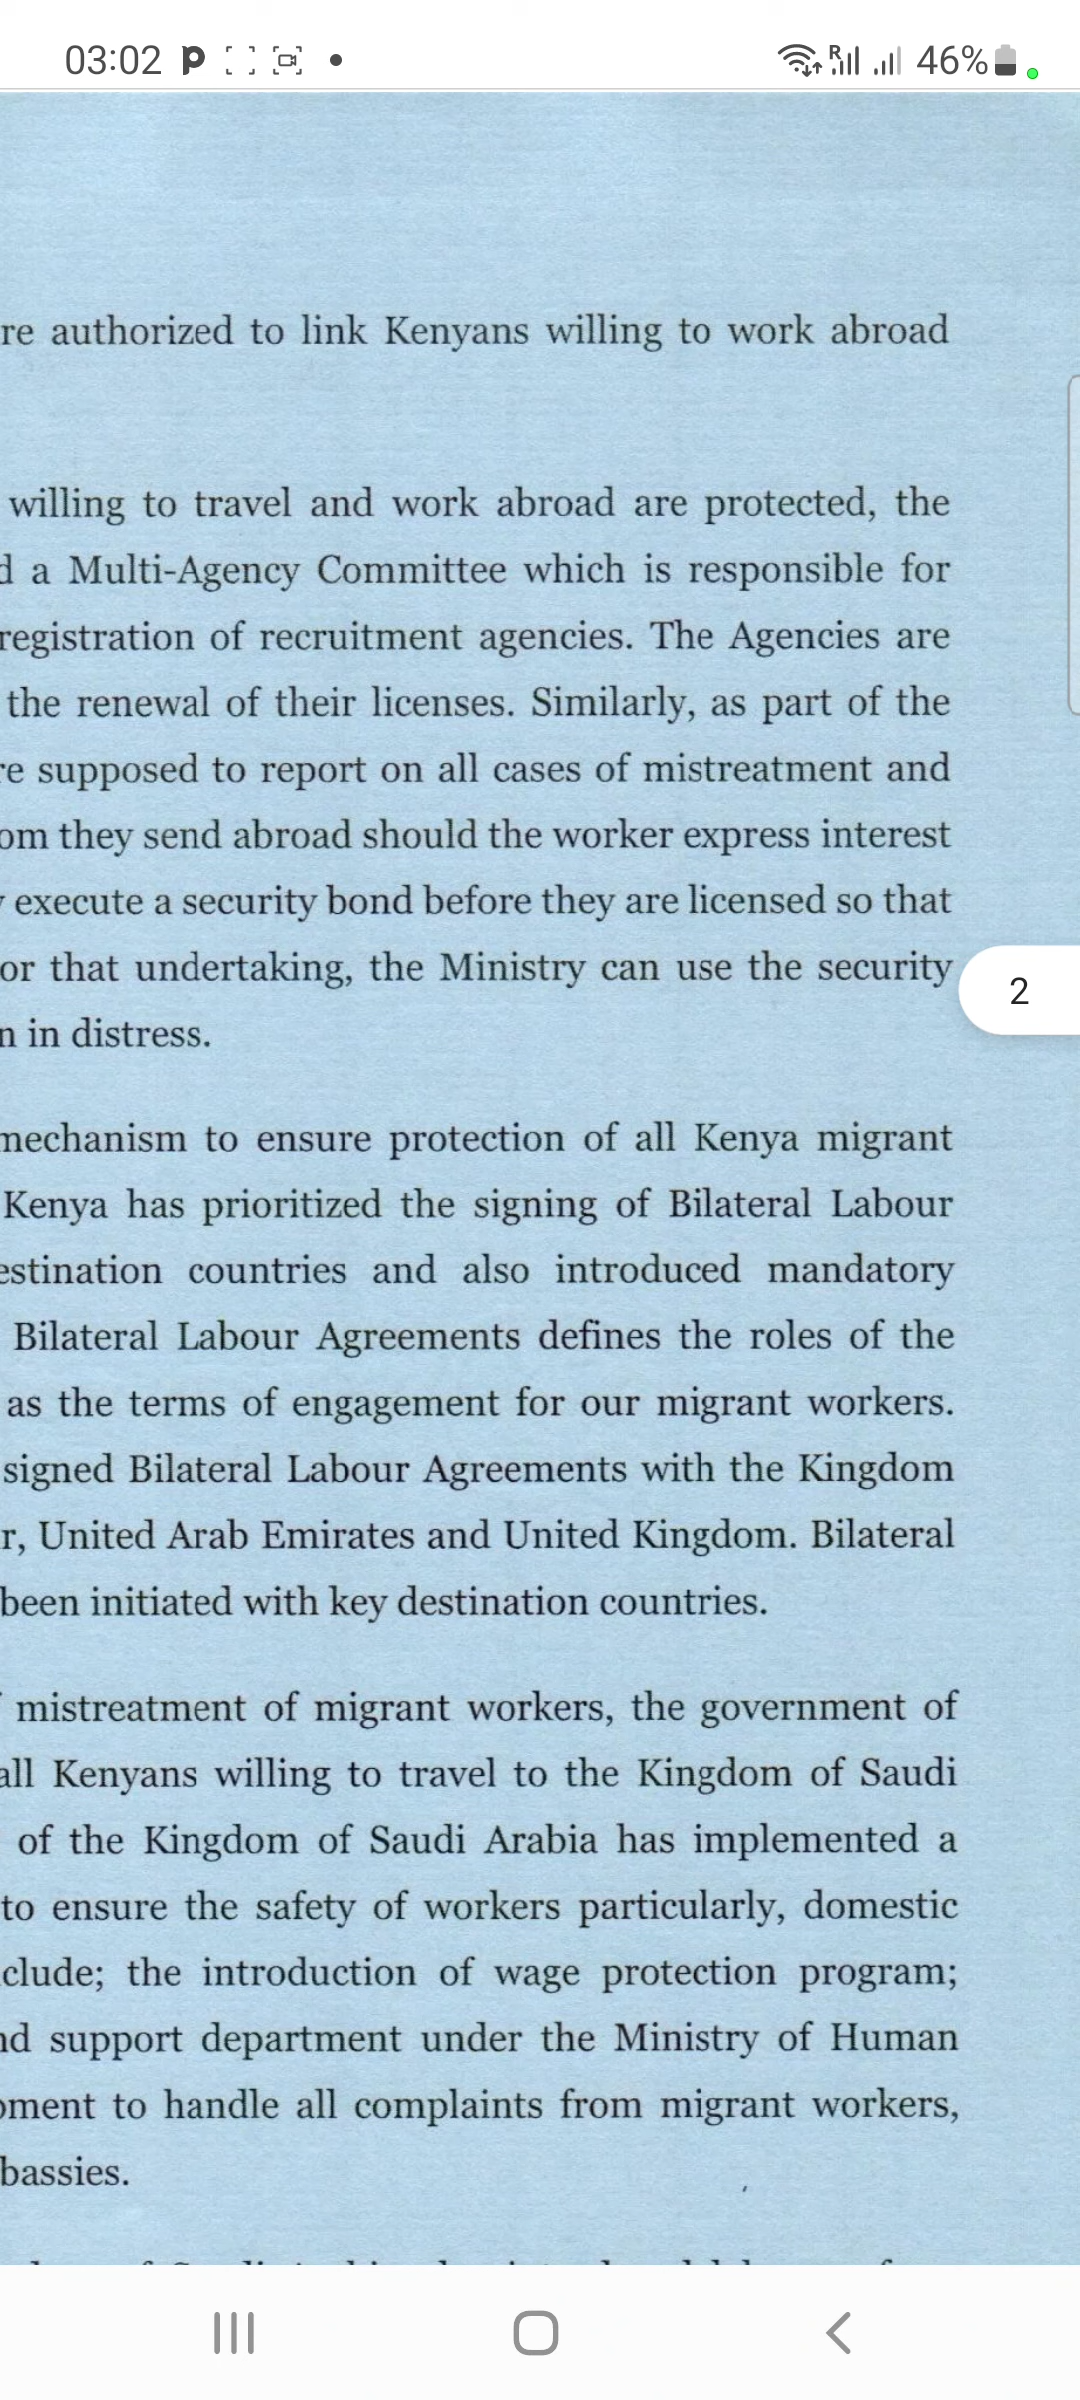 03:02
46%
re authorized to link Kenyans willing to work abroad
willing to travel and work abroad are protected, the
a Multi-Agency Committee which is responsible for
registration of recruitment agencies. The Agencies are
the renewal of their licenses. Similarly, as part of the
re supposed to report on all cases of mistreatment and
om they send abroad should the worker express interest
execute a security bond before they are licensed so that
or that undertaking, the Ministry can use the security
2
n in distress.
mechanism to ensure protection of all Kenya migrant
Kenya has prioritized the signing of Bilateral Labour
estination countries and also introduced mandatory
Bilateral Labour Agreements defines the roles of the
as the terms of engagement for our migrant workers.
signed Bilateral Labour Agreements with the Kingdom
r, United Arab Emirates and United Kingdom. Bilateral
been initiated with key destination countries.
mistreatment of migrant workers, the government of
all Kenyans willing to travel to the Kingdom of Saudi
of the Kingdom of Saudi Arabia has implemented a
to ensure the safety of workers particularly, domestic
clude; the introduction of wage protection program;
nd support department under the Ministry of Human
ment to handle all complaints from migrant workers,
bassies.